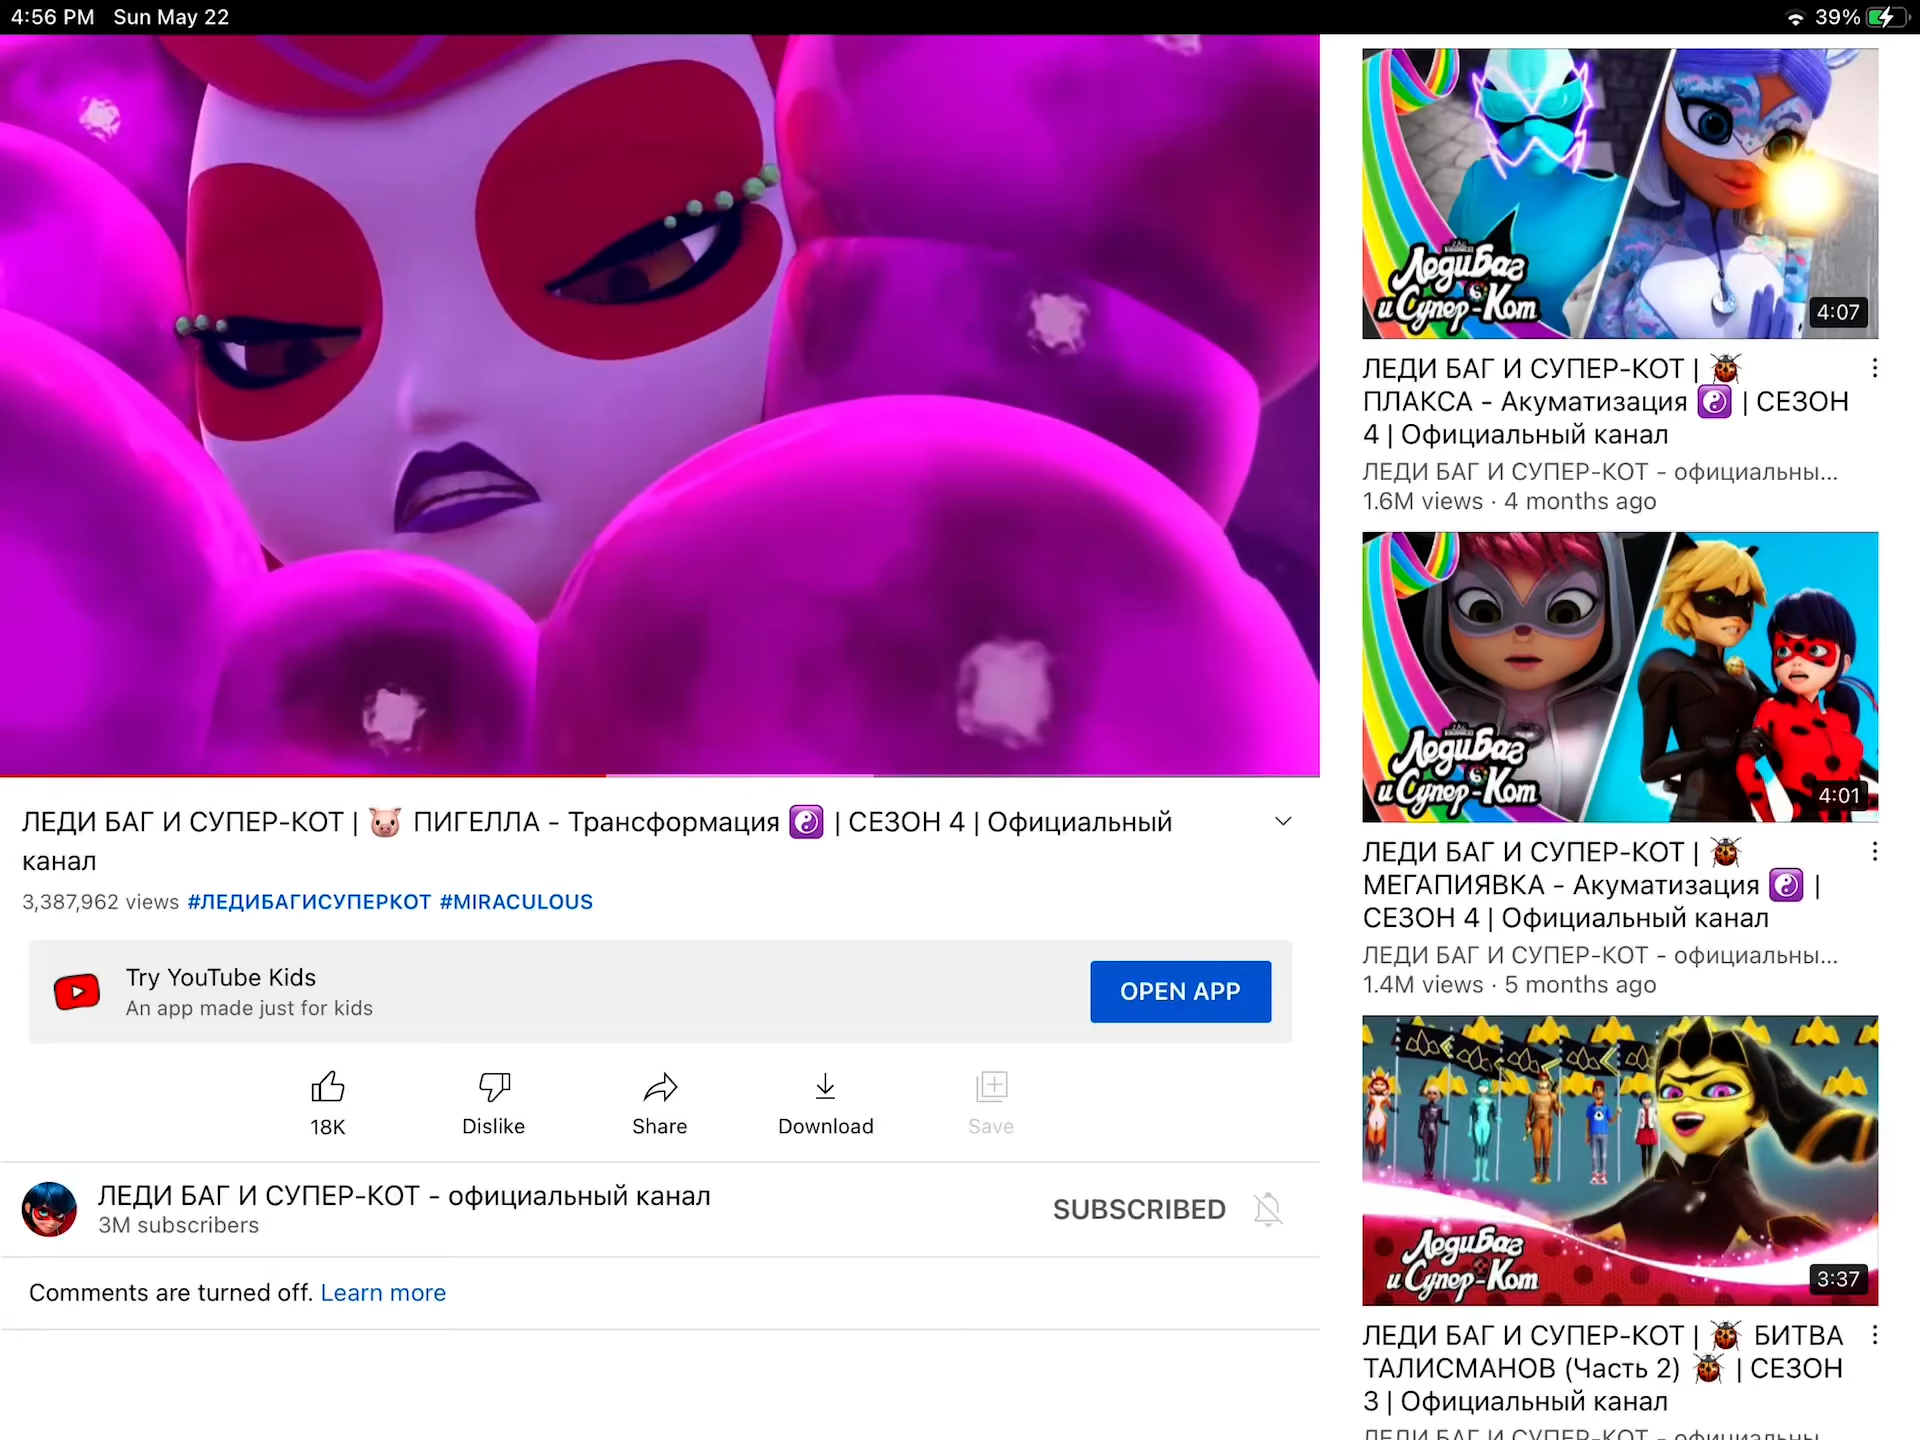 4:56 PM Sun May 22
39%
ЛЕДИ БАГ И СУПЕР-КОТ | 🐷 ПИГЕЛЛА - Трансформация ☯️ | СЕЗОН 4 | Официальный
канал
3,387,962 views #ЛЕДИБАГИСУПЕРКОТ #MIRACULOUS
Try YouTube Kids
An app made just for kids
OPEN APP
18K
Dislike
Share
Download
Save
ЛЕДИ БАГ И СУПЕР-КОТ - официальный канал
3M subscribers
SUBSCRIBED
Comments are turned off. Learn more
ЛедиБаг
и Супер-Кот
4:07
ЛЕДИ БАГ И СУПЕР-КОТ | 🐞
ПЛАКСА - Акуматизация ☯️ | СЕЗОН
4 | Официальный канал
ЛЕДИ БАГ И СУПЕР-КОТ - официальны...
1.6M views · 4 months ago
ЛедиБаг
и Супер-Кот
4:01
ЛЕДИ БАГ И СУПЕР-КОТ | 🐞
МЕГАПИЯВКА - Акуматизация ☯️ |
СЕЗОН 4 | Официальный канал
ЛЕДИ БАГ И СУПЕР-КОТ - официальны...
1.4M views · 5 months ago
ЛедиБаг
и Супер-Кот
3:37
ЛЕДИ БАГ И СУПЕР-КОТ | 🐞 БИТВА
ТАЛИСМАНОВ (Часть 2) 🐞 | СЕЗОН
3 | Официальный канал
ЛЕДИ БАГ И СУПЕР-КОТ - официальны...